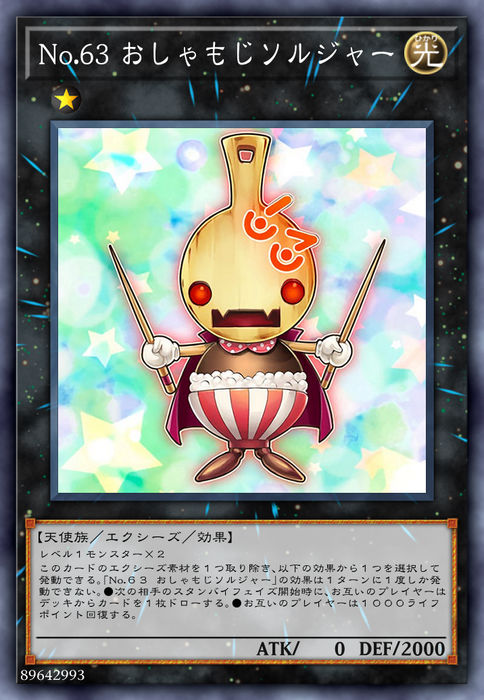 No.63 おしゃもじソルジャー
光
ひかり
63
【天使族／エクシーズ／効果】
レベル１モンスター×２
このカードのエクシーズ素材を１つ取り除き、以下の効果から１つを選択して
発動できる。「No.６３ おしゃもじソルジャー」の効果は１ターンに１度しか発
動できない。●次の相手のスタンバイフェイズ開始時に、お互いのプレイヤーは
デッキからカードを１枚ドローする。●お互いのプレイヤーは１０００ライフ
ポイント回復する。
ATK/ 0 DEF/2000
89642993